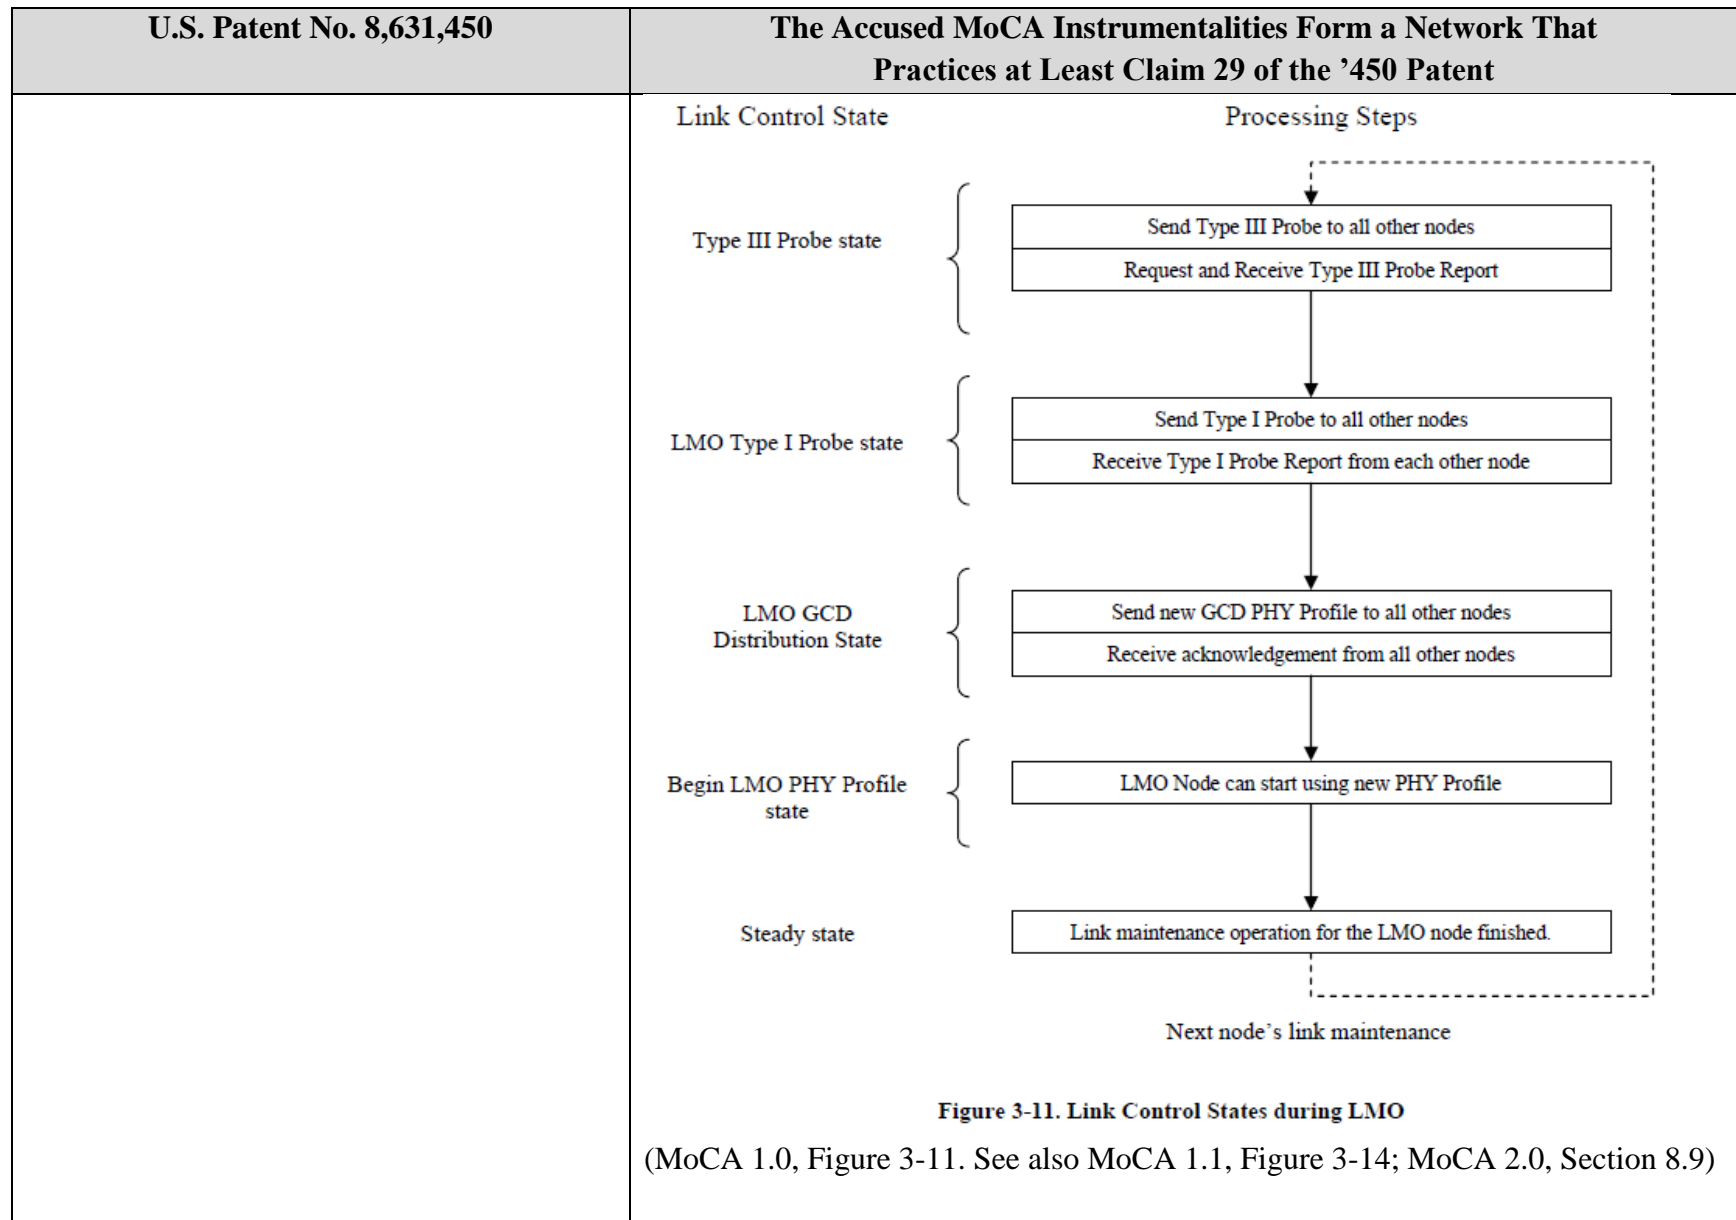 U.S. Patent No. 8,631,450
The Accused MoCA Instrumentalities Form a Network That
Practices at Least Claim 29 of the ’450 Patent
Link Control State
Processing Steps
Type III Probe state
Send Type III Probe to all other nodes
Request and Receive Type III Probe Report
LMO Type I Probe state
Send Type I Probe to all other nodes
Receive Type I Probe Report from each other node
LMO GCD
Distribution State
Send new GCD PHY Profile to all other nodes
Receive acknowledgement from all other nodes
Begin LMO PHY Profile
state
LMO Node can start using new PHY Profile
Steady state
Link maintenance operation for the LMO node finished.
Next node’s link maintenance
Figure 3-11. Link Control States during LMO
(MoCA 1.0, Figure 3-11. See also MoCA 1.1, Figure 3-14; MoCA 2.0, Section 8.9)